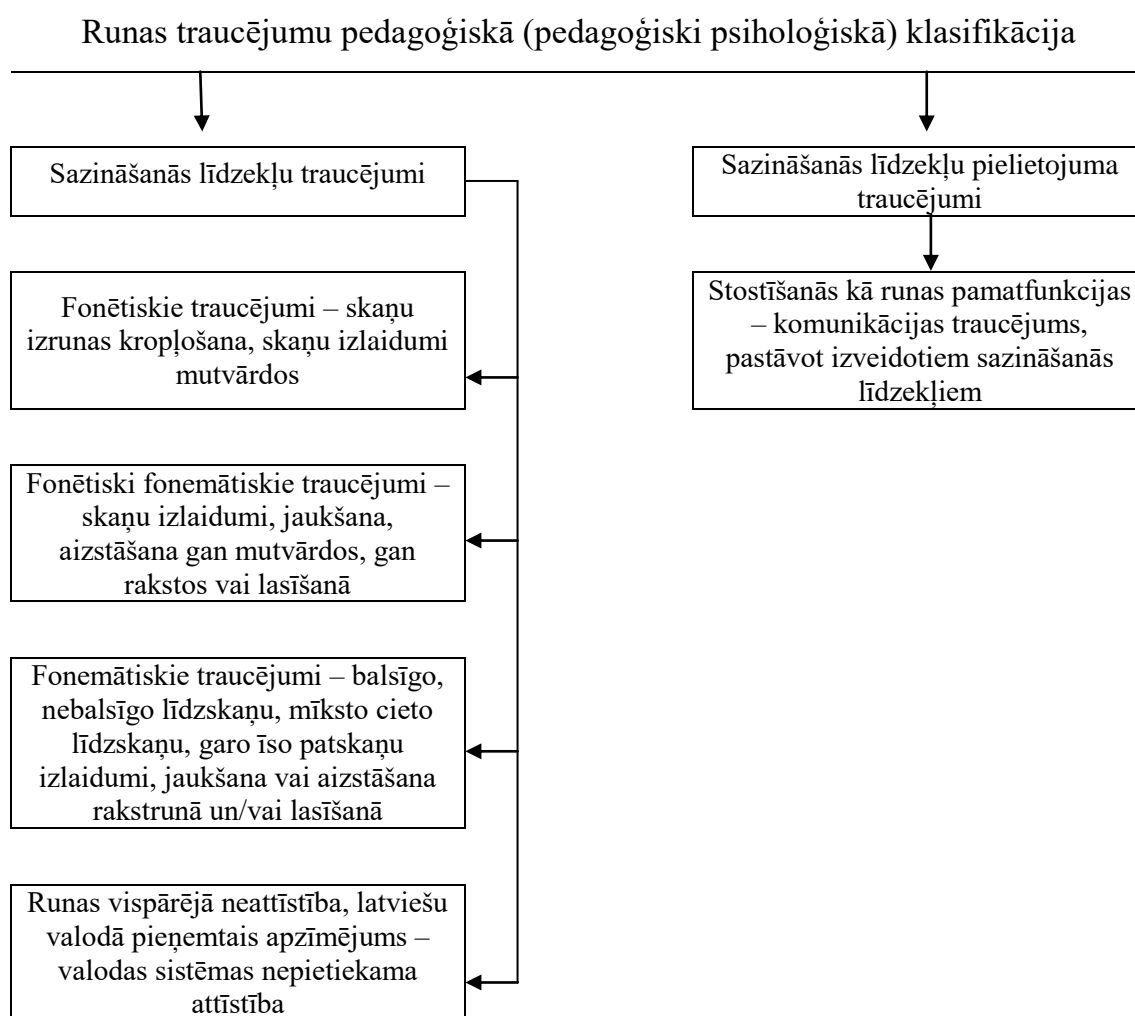 Runas traucējumu pedagoģiskā (pedagoģiski psiholoģiskā) klasifikācija
Sazināšanās līdzekļu traucējumi
Fonētiskie traucējumi – skaņu
izrunas kropļošana, skaņu izlaidumi
mutvārdos
Fonētiski fonemātiskie traucējumi –
skaņu izlaidumi, jaukšana,
aizstāšana gan mutvārdos, gan
rakstos vai lasīšanā
Fonemātiskie traucējumi – balsīgo,
nebalsīgo līdzskaņu, mīksto cieto
līdzskaņu, garo īso patskaņu
izlaidumi, jaukšana vai aizstāšana
rakstrunā un/vai lasīšanā
Runas vispārējā neattīstība, latviešu
valodā pieņemtais apzīmējums –
valodas sistēmas nepietiekama
attīstība
Sazināšanās līdzekļu pielietojuma
traucējumi
Stostīšanās kā runas pamatfunkcijas
– komunikācijas traucējums,
pastāvot izveidotiem sazināšanās
līdzekļiem